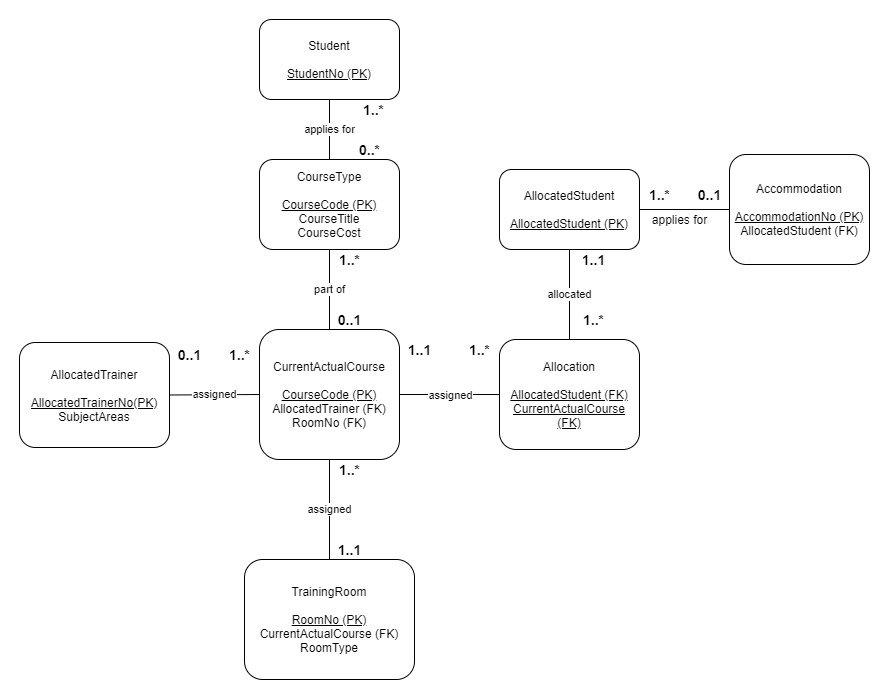 Student
StudentNo (PK)
1..*
applies for
0..*
CourseType
CourseCode (PK)
CourseTitle
CourseCost
1..*
part of
0..1
AllocatedStudent
AllocatedStudent (PK)
1..*
0..1
applies for
Accommodation
AccommodationNo (PK)
AllocatedStudent (FK)
1..1
allocated
1..*
AllocatedTrainer
AllocatedTrainerNo(PK)
SubjectAreas
0..1
1..*
assigned
CurrentActualCourse
CourseCode (PK)
AllocatedTrainer (FK)
RoomNo (FK)
1..1
1..*
assigned
Allocation
AllocatedStudent (FK)
CurrentActualCourse
(FK)
1..*
assigned
1..1
TrainingRoom
RoomNo (PK)
CurrentActualCourse (FK)
RoomType